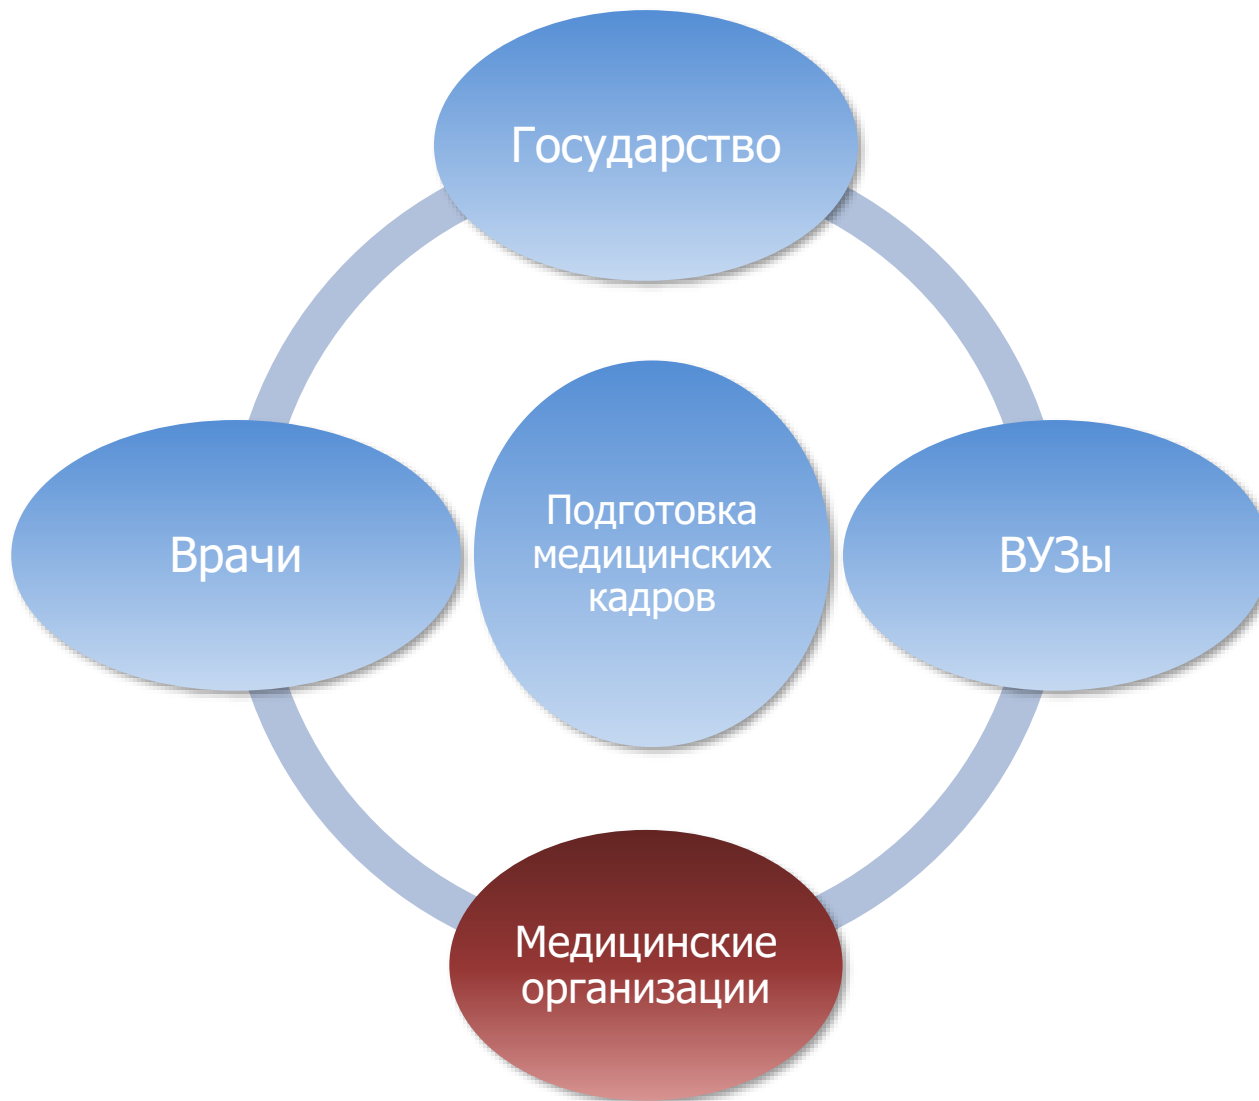 Государство
Врачи
Подготовка
медицинских
кадров
ВУЗы
Медицинские
организации